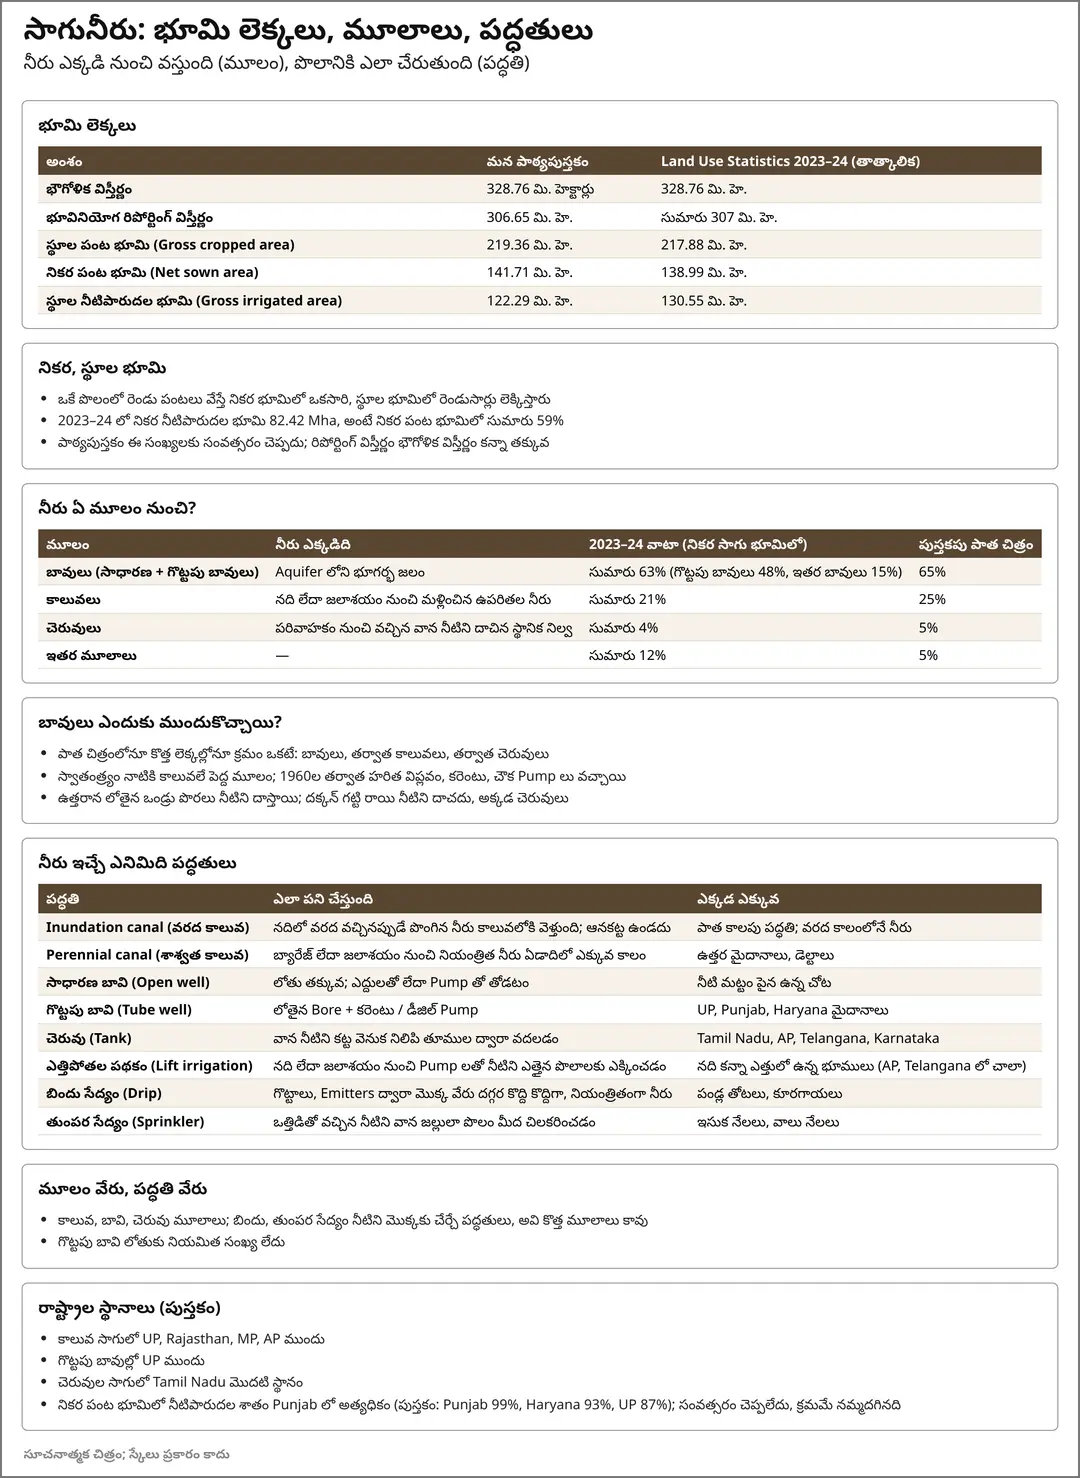 సాగునీరు: భూమి లెక్కలు, మూలాలు, పద్ధతులు
నీరు ఎక్కడి నుంచి వస్తుంది (మూలం), పొలానికి ఎలా చేరుతుంది (పద్ధతి)
భూమి లెక్కలు
అంశం మన పాఠ్యపుస్తకం Land Use Statistics 2023–24 (తాత్కాలిక)
భౌగోళిక విస్తీర్ణం 328.76 మి. హెక్టార్లు 328.76 మి. హె.
భూవినియోగ రిపోర్టింగ్ విస్తీర్ణం 306.65 మి. హె. సుమారు 307 మి. హె.
స్థూల పంట భూమి (Gross cropped area) 219.36 మి. హె. 217.88 మి. హె.
నికర పంట భూమి (Net sown area) 141.71 మి. హె. 138.99 మి. హె.
స్థూల నీటిపారుదల భూమి (Gross irrigated area) 122.29 మి. హె. 130.55 మి. హె.
నికర, స్థూల భూమి
• ఒకే పొలంలో రెండు పంటలు వేస్తే నికర భూమిలో ఒకసారి, స్థూల భూమిలో రెండుసార్లు లెక్కిస్తారు
• 2023–24 లో నికర నీటిపారుదల భూమి 82.42 Mha, అంటే నికర పంట భూమిలో సుమారు 59%
• పాఠ్యపుస్తకం ఈ సంఖ్యలకు సంవత్సరం చెప్పదు; రిపోర్టింగ్ విస్తీర్ణం భౌగోళిక విస్తీర్ణం కన్నా తక్కువ
నీరు ఏ మూలం నుంచి?
మూలం నీరు ఎక్కడిది 2023–24 వాటా (నికర సాగు భూమిలో) పుస్తకపు పాత చిత్రం
బావులు (సాధారణ + గొట్టపు బావులు) Aquifer లోని భూగర్భ జలం సుమారు 63% (గొట్టపు బావులు 48%, ఇతర బావులు 15%) 65%
కాలువలు నది లేదా జలాశయం నుంచి మళ్లించిన ఉపరితల నీరు సుమారు 21% 25%
చెరువులు పరివాహకం నుంచి వచ్చిన వాన నీటిని దాచిన స్థానిక నిల్వ సుమారు 4% 5%
ఇతర మూలాలు — సుమారు 12% 5%
బావులు ఎందుకు ముందుకొచ్చాయి?
• పాత చిత్రంలోనూ కొత్త లెక్కల్లోనూ క్రమం ఒకటే: బావులు, తర్వాత కాలువలు, తర్వాత చెరువులు
• స్వాతంత్ర్యం నాటికి కాలువలే పెద్ద మూలం; 1960ల తర్వాత హరిత విప్లవం, కరెంటు, చౌక Pump లు వచ్చాయి
• ఉత్తరాన లోతైన ఒండ్రు పొరలు నీటిని దాస్తాయి; దక్కన్ గట్టి రాయి నీటిని దాచదు, అక్కడ చెరువులు
నీరు ఇచ్చే ఎనిమిది పద్ధతులు
పద్ధతి ఎలా పని చేస్తుంది ఎక్కడ ఎక్కువ
Inundation canal (వరద కాలువ) నదిలో వరద వచ్చినప్పుడే పొంగిన నీరు కాలువలోకి వెళ్తుంది; ఆనకట్ట ఉండదు పాత కాలపు పద్ధతి; వరద కాలంలోనే నీరు
Perennial canal (శాశ్వత కాలువ) బ్యారేజ్ లేదా జలాశయం నుంచి నియంత్రిత నీరు ఏడాదిలో ఎక్కువ కాలం ఉత్తర మైదానాలు, డెల్టాలు
సాధారణ బావి (Open well) లోతు తక్కువ; ఎద్దులతో లేదా Pump తో తోడటం నీటి మట్టం పైన ఉన్న చోట
గొట్టపు బావి (Tube well) లోతైన Bore + కరెంటు / డీజిల్ Pump UP, Punjab, Haryana మైదానాలు
చెరువు (Tank) వాన నీటిని కట్ట వెనుక నిలిపి తూముల ద్వారా వదలడం Tamil Nadu, AP, Telangana, Karnataka
ఎత్తిపోతల పథకం (Lift irrigation) నది లేదా జలాశయం నుంచి Pump లతో నీటిని ఎత్తైన పొలాలకు ఎక్కించడం నది కన్నా ఎత్తులో ఉన్న భూములు (AP, Telangana లో చాలా)
బిందు సేద్యం (Drip) గొట్టాలు, Emitters ద్వారా మొక్క వేరు దగ్గర కొద్ది కొద్దిగా, నియంత్రితంగా నీరు పండ్ల తోటలు, కూరగాయలు
తుంపర సేద్యం (Sprinkler) ఒత్తిడితో వచ్చిన నీటిని వాన జల్లులా పొలం మీద చిలకరించడం ఇసుక నేలలు, వాలు నేలలు
మూలం వేరు, పద్ధతి వేరు
• కాలువ, బావి, చెరువు మూలాలు; బిందు, తుంపర సేద్యం నీటిని మొక్కకు చేర్చే పద్ధతులు, అవి కొత్త మూలాలు కావు
• గొట్టపు బావి లోతుకు నియమిత సంఖ్య లేదు
రాష్ట్రాల స్థానాలు (పుస్తకం)
• కాలువ సాగులో UP, Rajasthan, MP, AP ముందు
• గొట్టపు బావుల్లో UP ముందు
• చెరువుల సాగులో Tamil Nadu మొదటి స్థానం
• నికర పంట భూమిలో నీటిపారుదల శాతం Punjab లో అత్యధికం (పుస్తకం: Punjab 99%, Haryana 93%, UP 87%); సంవత్సరం చెప్పలేదు, క్రమమే నమ్మదగినది
సూచనాత్మక చిత్రం; స్కేలు ప్రకారం కాదు